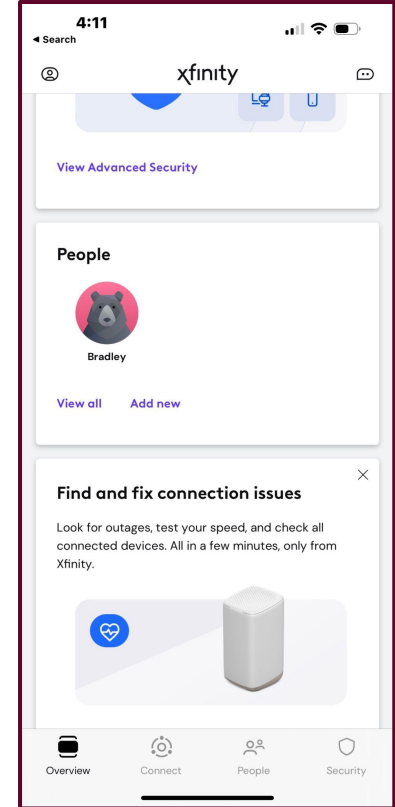 4:11
◀ Search
xfinity
View Advanced Security
People
Bradley
View all Add new
Find and fix connection issues
Look for outages, test your speed, and check all
connected devices. All in a few minutes, only from
Xfinity.
Overview Connect People Security